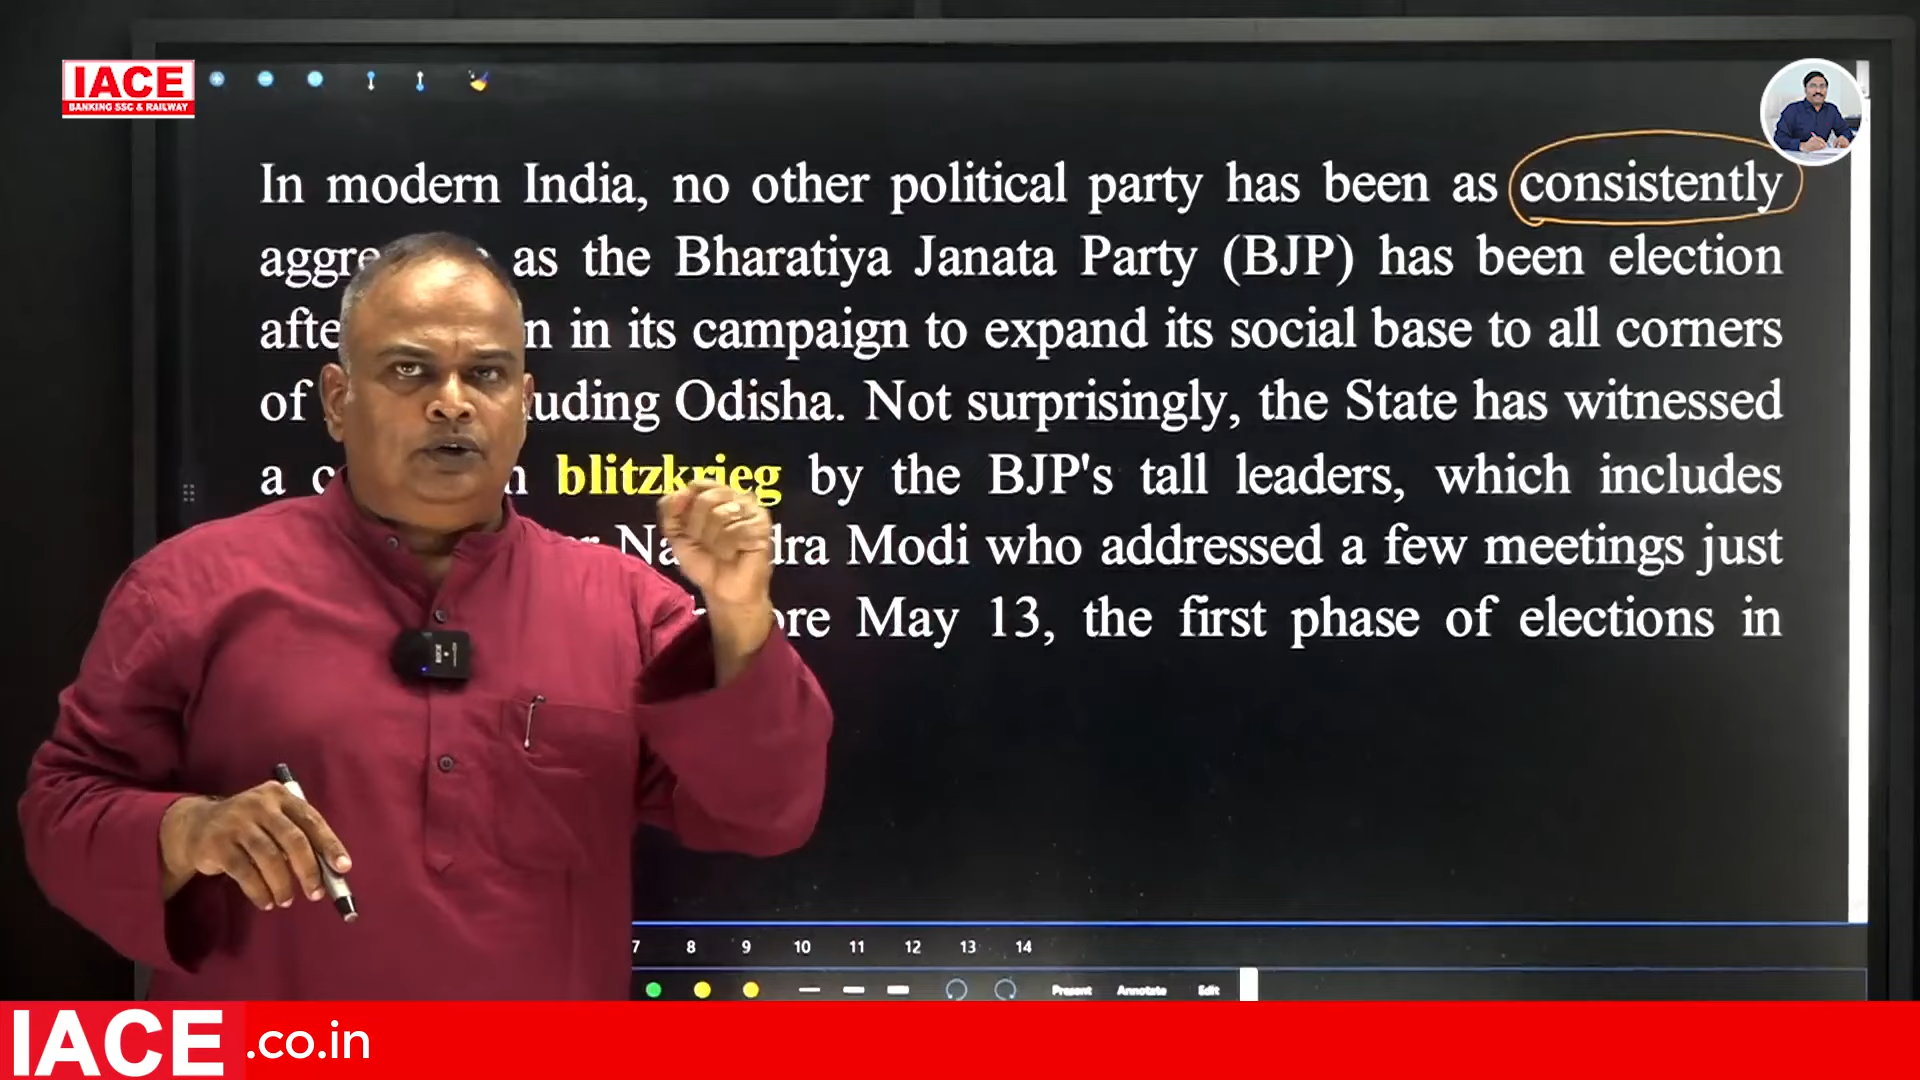 IACE
BANKING SSC & RAILWAY
In modern India, no other political party has been as consistently
as the Bharatiya Janata Party (BJP) has been election
in its campaign to expand its social base to all corners
of Odisha. Not surprisingly, the State has witnessed
a blitzkrieg by the BJP's tall leaders, which includes
Modi who addressed a few meetings just
May 13, the first phase of elections in
7 8 9 10 11 12 13 14
Present Annotate Edit
IACE.co.in